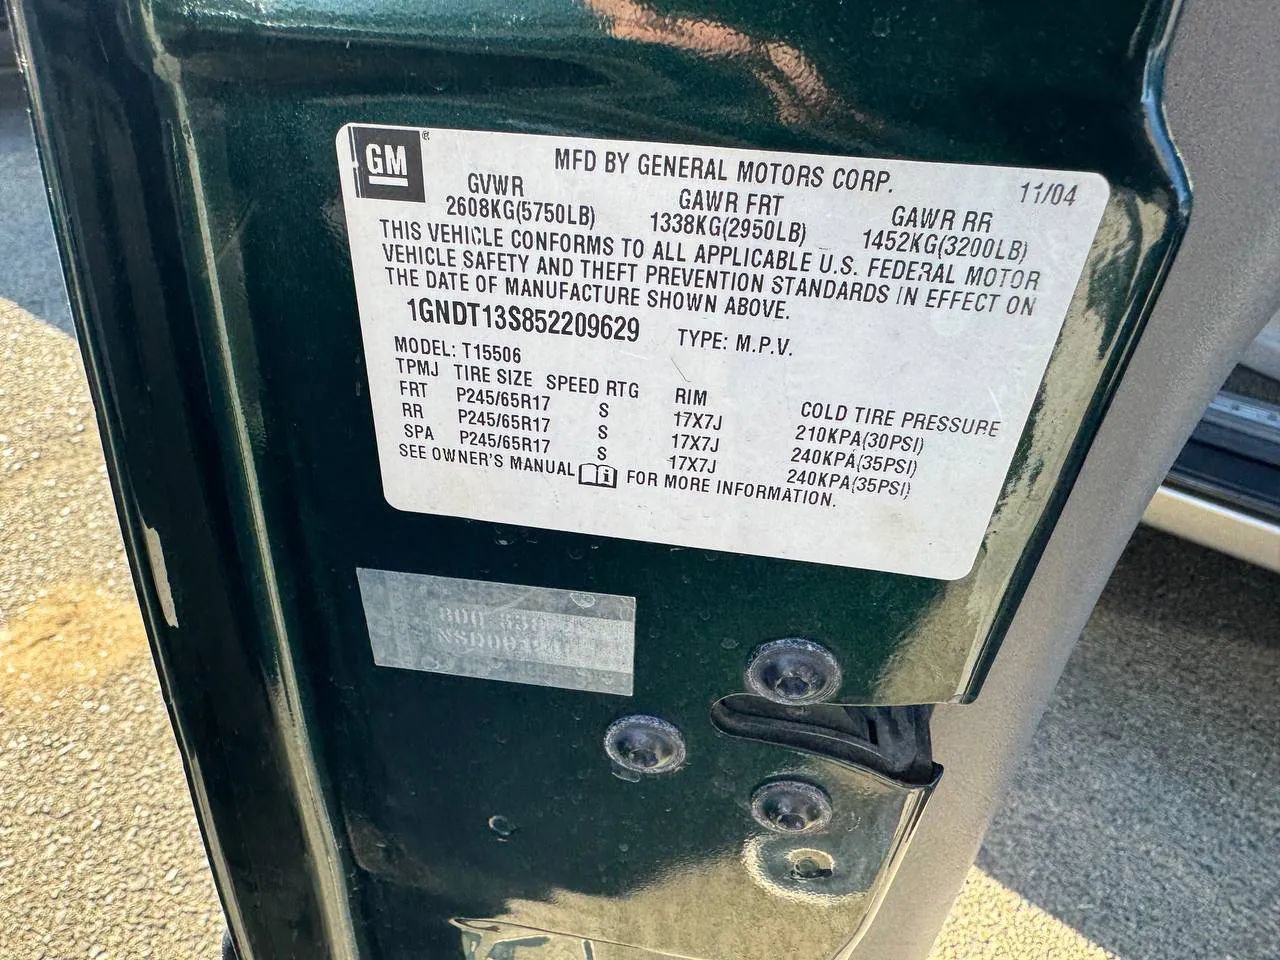 GM ®
MFD BY GENERAL MOTORS CORP. 11/04
GVWR GAWR FRT GAWR RR
2608KG(5750LB) 1338KG(2950LB) 1452KG(3200LB)
THIS VEHICLE CONFORMS TO ALL APPLICABLE U.S. FEDERAL MOTOR
VEHICLE SAFETY AND THEFT PREVENTION STANDARDS IN EFFECT ON
THE DATE OF MANUFACTURE SHOWN ABOVE.
1GNDT13S852209629 TYPE: M.P.V.
MODEL: T15506
TPMJ TIRE SIZE SPEED RTG RIM COLD TIRE PRESSURE
FRT P245/65R17 S 17X7J 210KPA(30PSI)
RR P245/65R17 S 17X7J 240KPA(35PSI)
SPA P245/65R17 S 17X7J 240KPA(35PSI)
SEE OWNER'S MANUAL i FOR MORE INFORMATION.
800